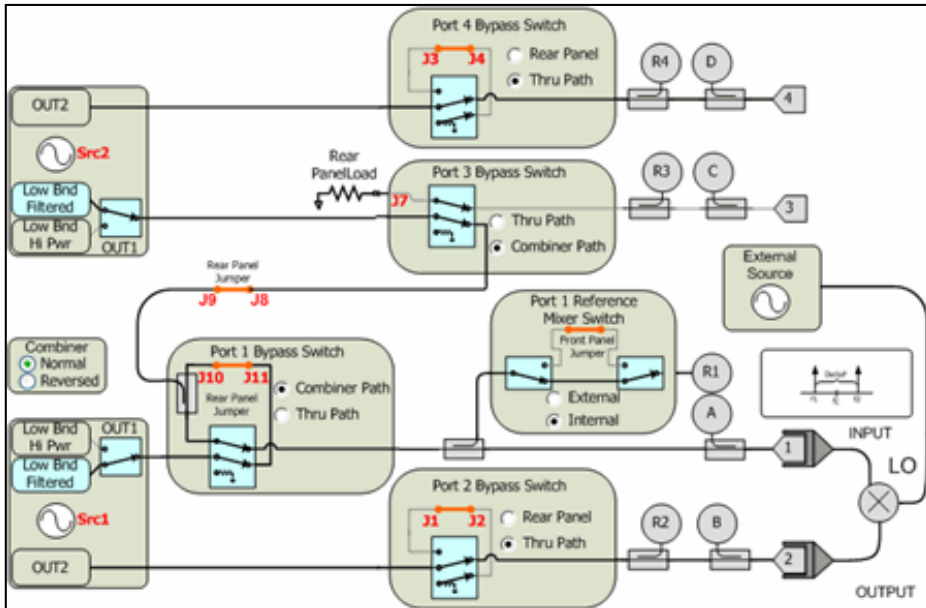 Port 4 Bypass Switch
J3
J4
Rear Panel
Thru Path
R4
D
4
OUT2
Src2
Low Bnd
Filtered
Low Bnd
Hi Pwr
OUT1
Rear
PanelLoad
J7
Port 3 Bypass Switch
Thru Path
Combiner Path
R3
C
3
Rear Panel
Jumper
J9
J8
External
Source
Port 1 Reference
Mixer Switch
Front Panel
Jumper
External
Internal
R1
A
Combiner
Normal
Reversed
Port 1 Bypass Switch
J10
J11
Rear Panel
Jumper
Combiner Path
Thru Path
INPUT
LO
1
OUT1
Low Bnd
Hi Pwr
Low Bnd
Filtered
Src1
OUT2
Port 2 Bypass Switch
J1
J2
Rear Panel
Thru Path
R2
B
2
OUTPUT